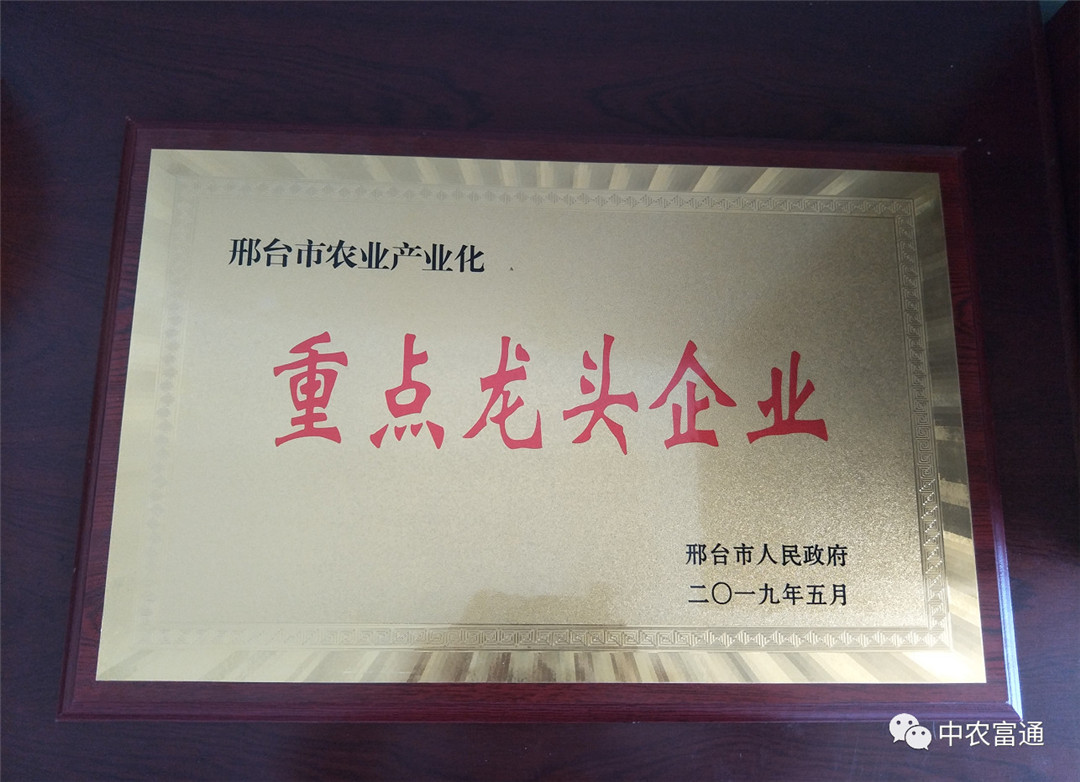 邢台市农业产业化
重点龙头企业
邢台市人民政府
二〇一九年五月
中农富通